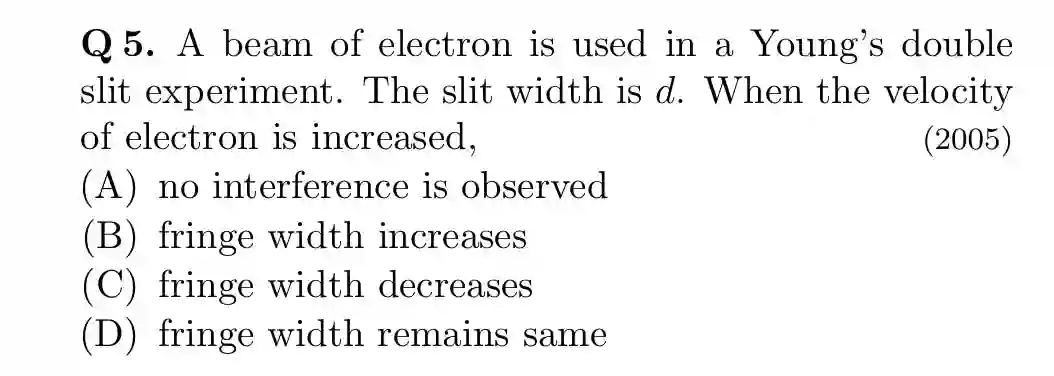 Q 5. A beam of electron is used in a Young's double
slit experiment. The slit width is d. When the velocity
of electron is increased, (2005)
(A) no interference is observed
(B) fringe width increases
(C) fringe width decreases
(D) fringe width remains same